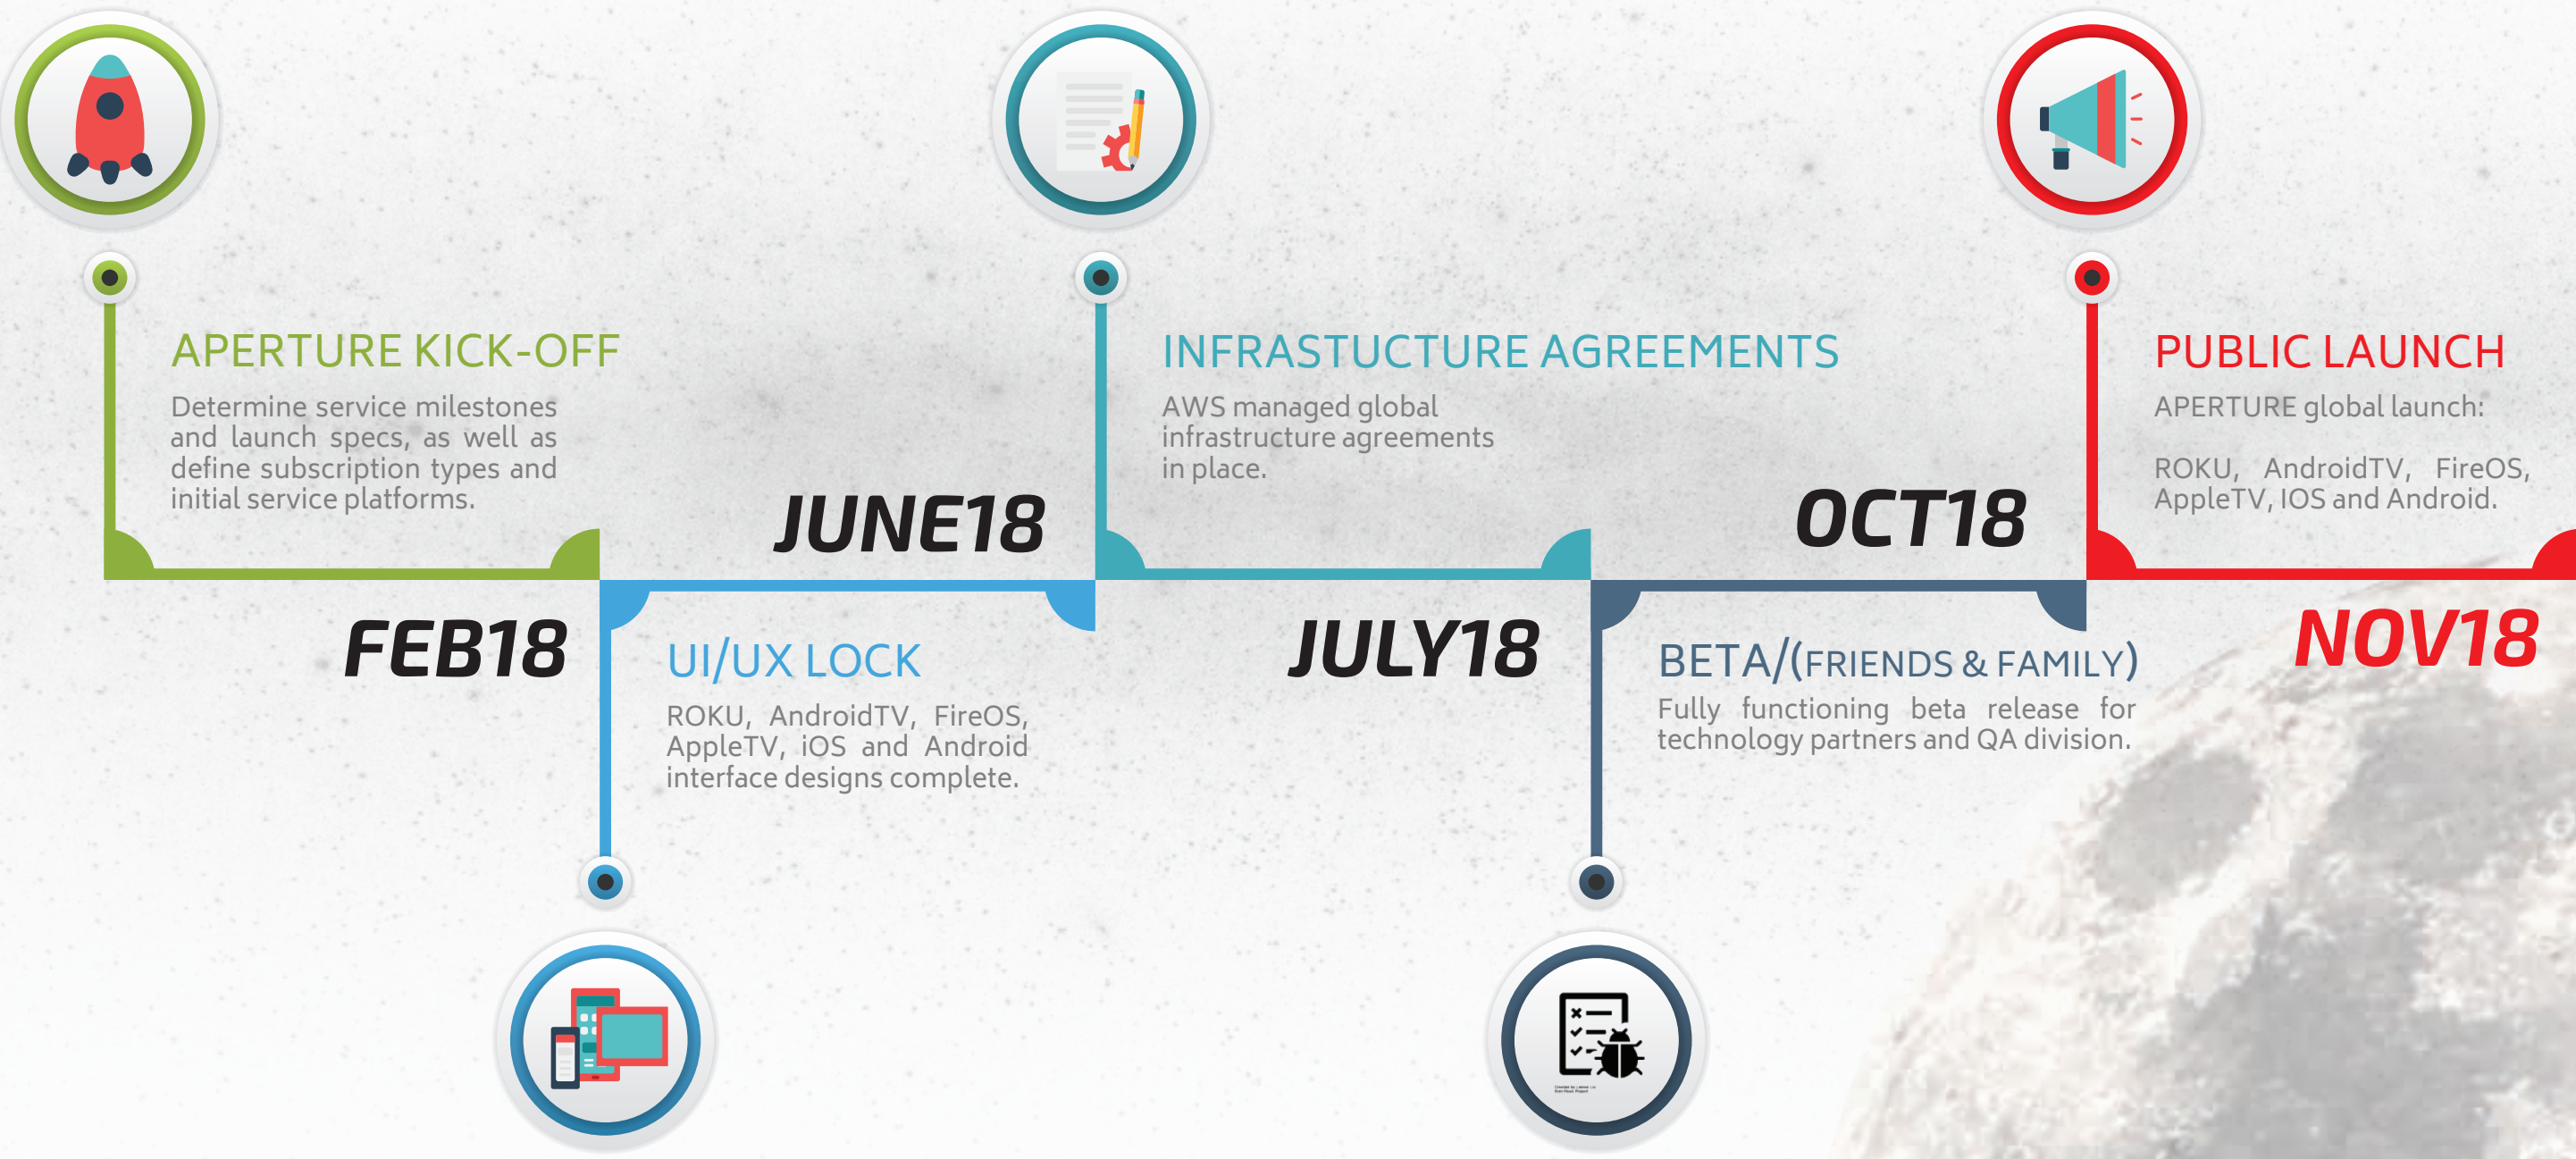 APERTURE KICK-OFF
Determine service milestones
and launch specs, as well as
define subscription types and
initial service platforms.
FEB18
UI/UX LOCK
ROKU, AndroidTV, FireOS,
AppleTV, iOS and Android
interface designs complete.
JUNE18
INFRASTUCTURE AGREEMENTS
AWS managed global
infrastructure agreements
in place.
JULY18
BETA/(FRIENDS & FAMILY)
Fully functioning beta release for
technology partners and QA division.
OCT18
PUBLIC LAUNCH
APERTURE global launch:
ROKU, AndroidTV, FireOS,
AppleTV, IOS and Android.
NOV18